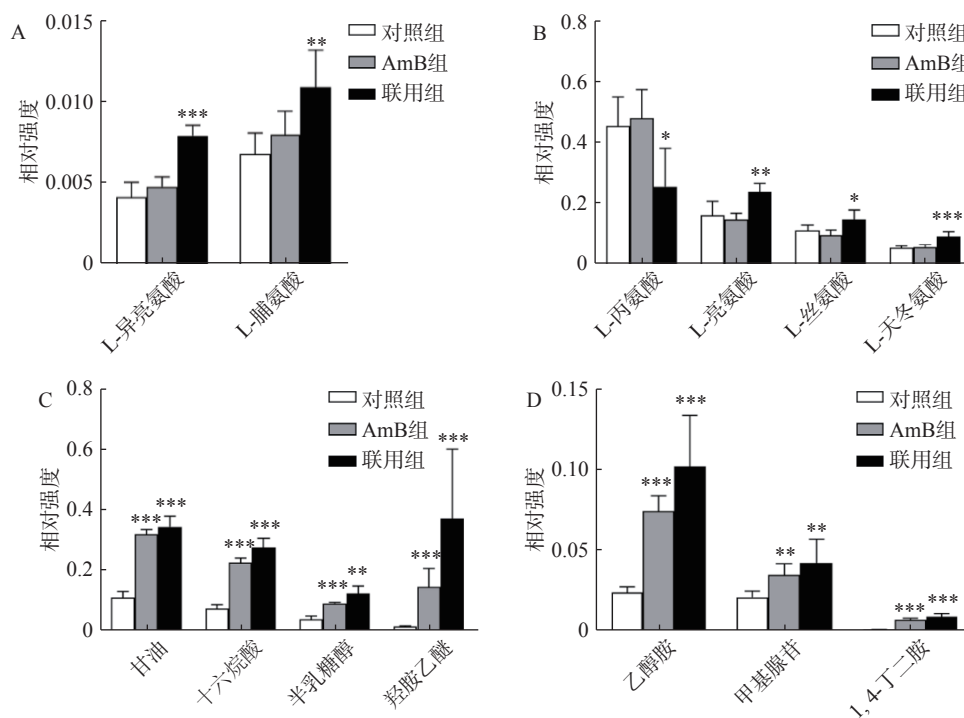 A
0.015
0.010
0.005
0
相对强度
对照组
AmB组
联用组
***
**
L-异亮氨酸
L-脯氨酸
B
0.8
0.6
0.4
0.2
0
相对强度
对照组
AmB组
联用组
*
**
*
***
L-丙氨酸
L-亮氨酸
L-丝氨酸
L-天冬氨酸
C
0.8
0.6
0.4
0.2
0
相对强度
对照组
AmB组
联用组
***
***
***
***
***
**
***
***
甘油
十六烷酸
半乳糖醇
羟胺乙醚
D
0.15
0.10
0.05
0
相对强度
对照组
AmB组
联用组
***
***
**
**
***
***
乙醇胺
甲基腺苷
1, 4-丁二胺